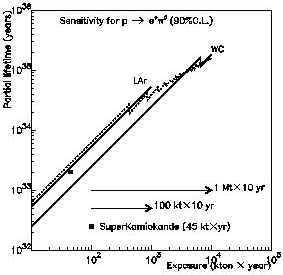 Sensitivity for p → e⁺π⁰ (90%C.L.)
Partial lifetime (years)
10³⁶
10³⁵
10³⁴
10³³
10³²
WC
LAr
1 Mt×10 yr
100 kt×10 yr
SuperKamiokande (45 kt×yr)
10² 10³ 10⁴ 10⁵
Exposure (kton × year)